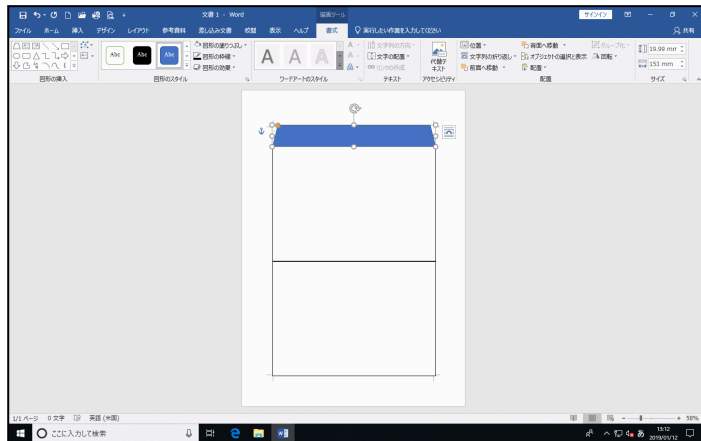 文書 1 - Word
描画ツール
サインイン
ファイル ホーム 挿入 デザイン レイアウト 参考資料 差し込み文書 校閲 表示 ヘルプ 書式 実行したい作業を入力してください 共有
Abc Abc Abc
図形の塗りつぶし
図形の枠線
図形の効果
A A A
文字列の方向
文字の配置
リンクの作成
代替テキスト
位置
文字列の折り返し
前面へ移動
背面へ移動
オブジェクトの選択と表示
配置
グループ化
回転
19.99 mm
153 mm
図形の挿入 図形のスタイル ワードアートのスタイル テキスト アクセシビリティ 配置 サイズ
1/1 ページ 0 文字 英語 (米国) 58%
ここに入力して検索
あ
13:12
2019/01/12